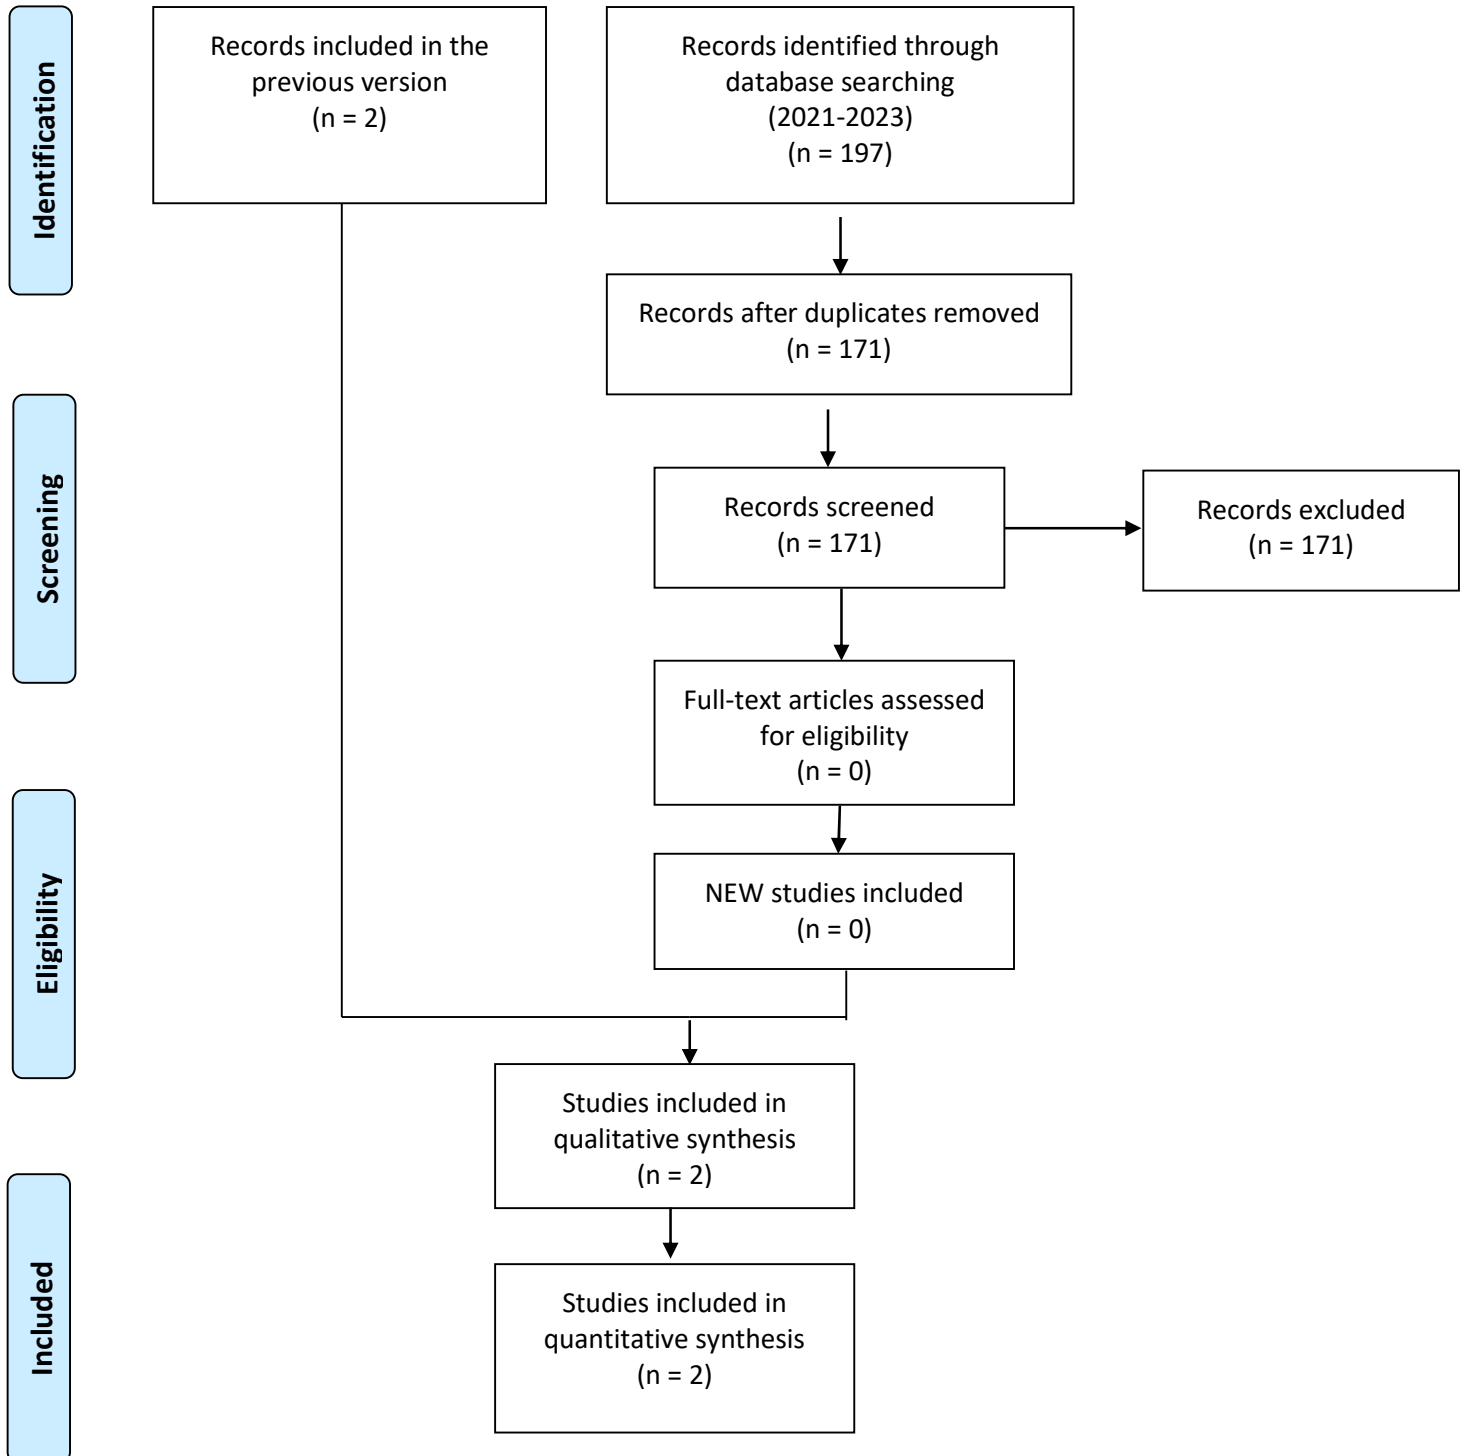 Identification
Records included in the
previous version
(n = 2)
Records identified through
database searching
(2021-2023)
(n = 197)
Records after duplicates removed
(n = 171)
Screening
Records screened
(n = 171)
Records excluded
(n = 171)
Full-text articles assessed
for eligibility
(n = 0)
Eligibility
NEW studies included
(n = 0)
Studies included in
qualitative synthesis
(n = 2)
Included
Studies included in
quantitative synthesis
(n = 2)